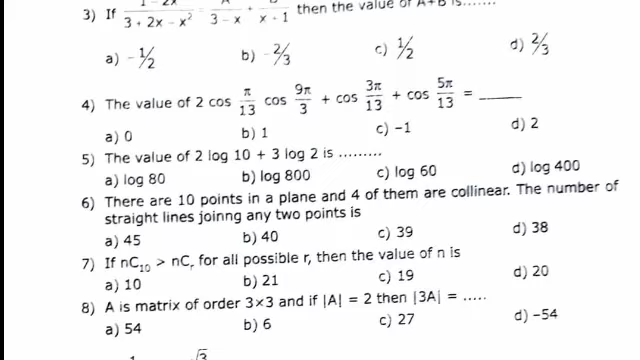 3) If 1 - 2x / 3 + 2x - x² = A / 3 - x + / x + 1 then the value of A+B is.......
a) -1/2 b) -2/3 c) 1/2 d) 2/3
4) The value of 2 cos π/13 cos 9π/3 + cos 3π/13 + cos 5π/13 = ______
a) 0 b) 1 c) -1 d) 2
5) The value of 2 log 10 + 3 log 2 is .........
a) log 80 b) log 800 c) log 60 d) log 400
6) There are 10 points in a plane and 4 of them are collinear. The number of
straight lines joinng any two points is
a) 45 b) 40 c) 39 d) 38
7) If nC₁₀ > nCᵣ for all possible r, then the value of n is
a) 10 b) 21 c) 19 d) 20
8) A is matrix of order 3×3 and if |A| = 2 then |3A| = .....
a) 54 b) 6 c) 27 d) -54
1 √3